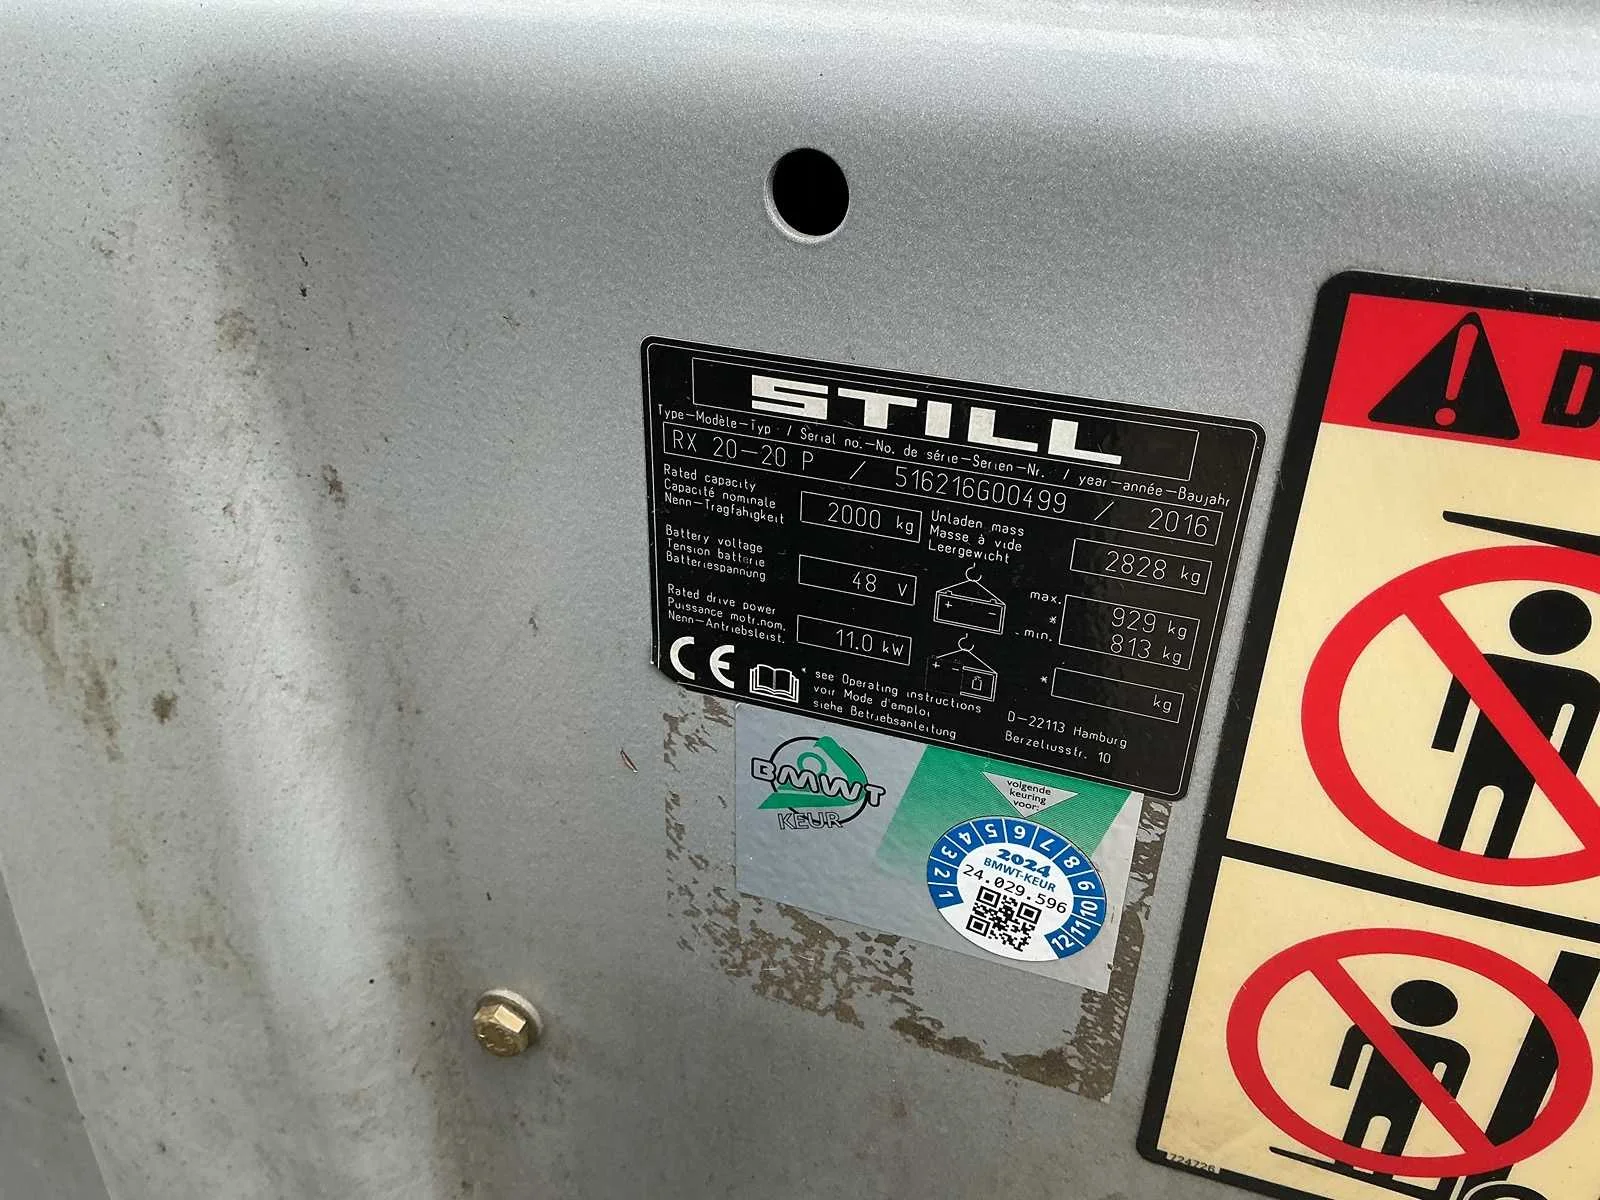 STILL
Type-Modèle-Typ / Serial no.-No. de série-Serien-Nr. / year-année-Baujahr
RX 20-20 P / 516216G00499 / 2016
Rated capacity
Capacité nominale
Nenn-Tragfähigkeit
2000 kg
Unladen mass
Masse à vide
Leergewicht
2828 kg
Battery voltage
Tension batterie
Batteriespannung
48 V
+ -
max. 929 kg
*
min. 813 kg
Rated drive power
Puissance motr.nom.
Nenn-Antriebsleist.
11.0 kW
+ -
* kg
CE
* see Operating instructions
voir Mode d'emploi
siehe Betriebsanleitung
D-22113 Hamburg
Berzeliusstr. 10
BMWT
KEUR
volgende
keuring
voor:
1 2 3 4 5 6 7 8 9 10 11 12
2024
BMWT-KEUR
24.029.596
D
724726